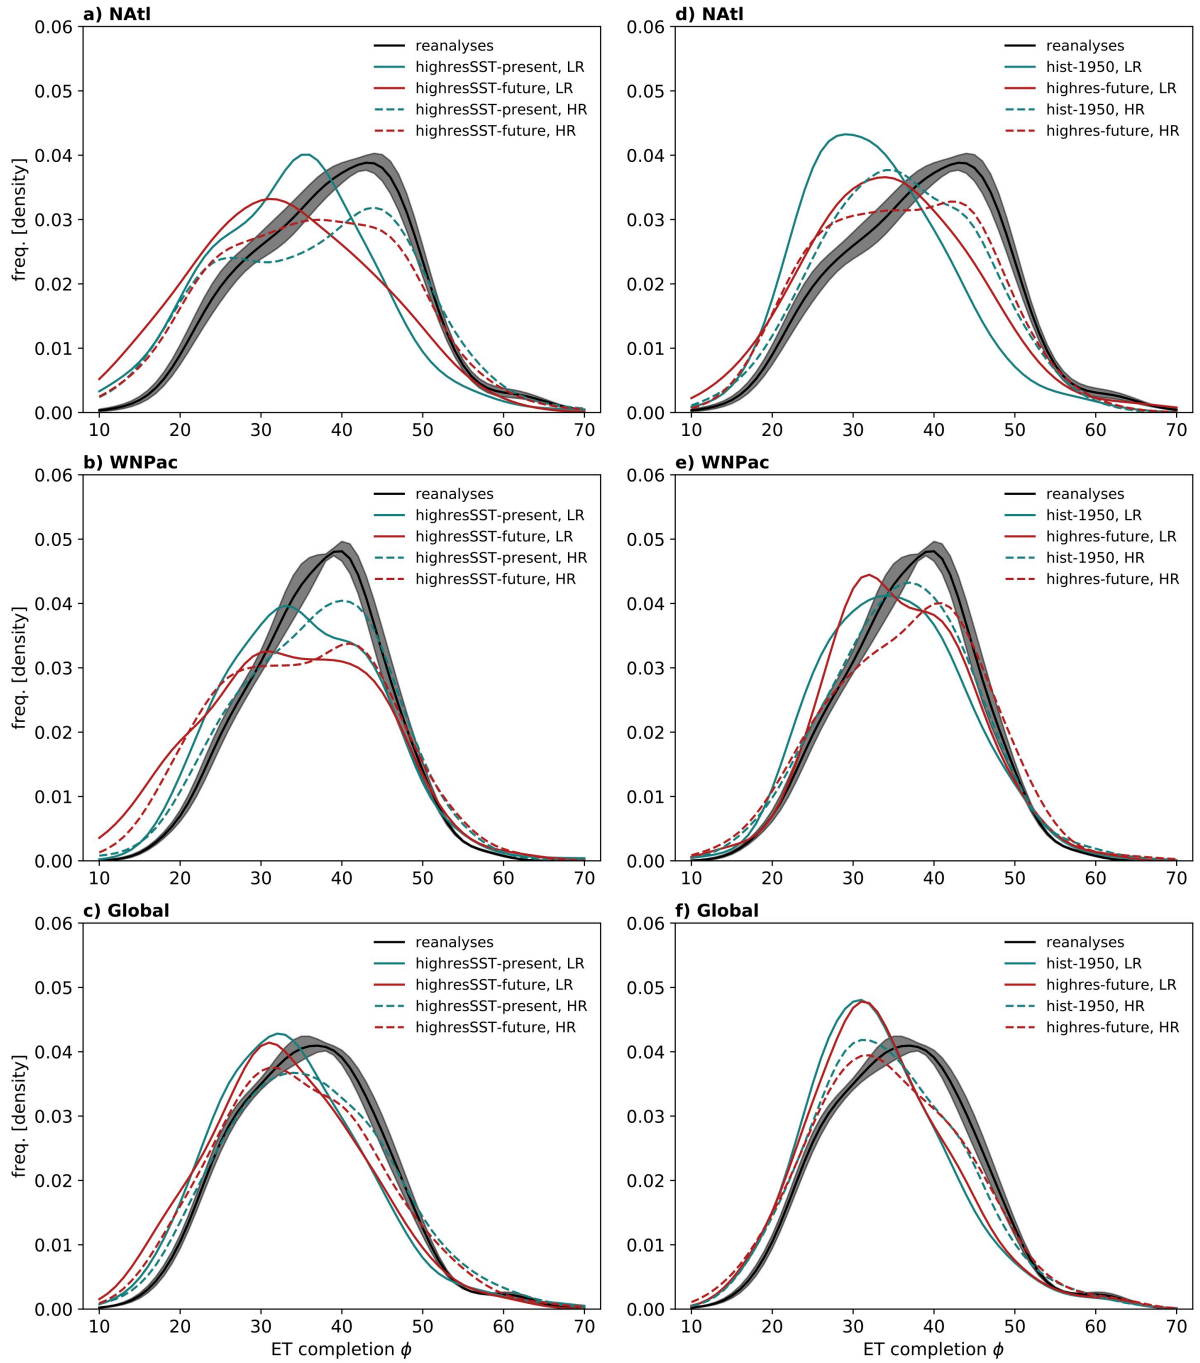 a) NAtl
freq. [density]
0.06
0.05
0.04
0.03
0.02
0.01
0.00
10 20 30 40 50 60 70
reanalyses
highresSST-present, LR
highresSST-future, LR
highresSST-present, HR
highresSST-future, HR
d) NAtl
0.06
0.05
0.04
0.03
0.02
0.01
0.00
10 20 30 40 50 60 70
reanalyses
hist-1950, LR
highres-future, LR
hist-1950, HR
highres-future, HR
b) WNPac
freq. [density]
0.06
0.05
0.04
0.03
0.02
0.01
0.00
10 20 30 40 50 60 70
reanalyses
highresSST-present, LR
highresSST-future, LR
highresSST-present, HR
highresSST-future, HR
e) WNPac
0.06
0.05
0.04
0.03
0.02
0.01
0.00
10 20 30 40 50 60 70
reanalyses
hist-1950, LR
highres-future, LR
hist-1950, HR
highres-future, HR
c) Global
freq. [density]
0.06
0.05
0.04
0.03
0.02
0.01
0.00
10 20 30 40 50 60 70
ET completion ϕ
reanalyses
highresSST-present, LR
highresSST-future, LR
highresSST-present, HR
highresSST-future, HR
f) Global
0.06
0.05
0.04
0.03
0.02
0.01
0.00
10 20 30 40 50 60 70
ET completion ϕ
reanalyses
hist-1950, LR
highres-future, LR
hist-1950, HR
highres-future, HR